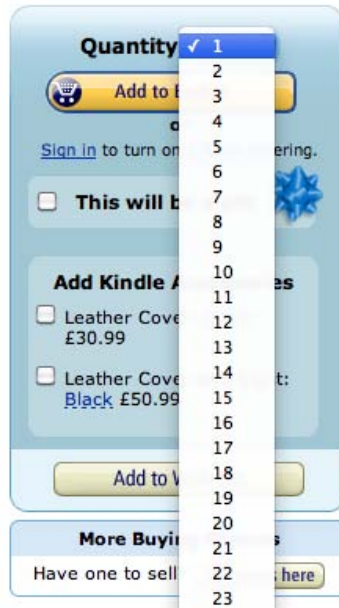 Quantity ✓ 1
2
Add to
3
4
Sign in to turn on ering.
5
6
This will b
7
8
9
Add Kindle A es
10
11
Leather Cove
12
£30.99
13
14
Leather Cove t:
15
Black £50.99
16
17
Add to
18
19
20
More Buyi s
21
Have one to sell 22 here
23